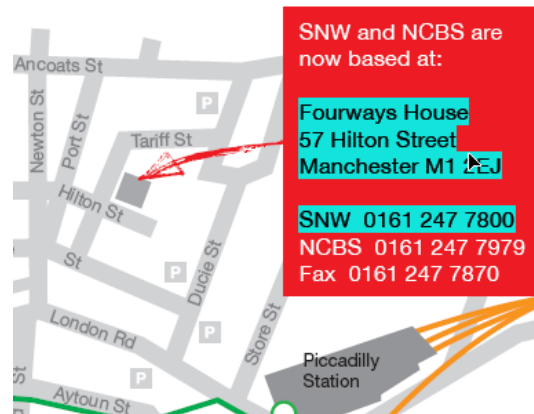 SNW and NCBS are
now based at:
Fourways House
57 Hilton Street
Manchester M1 2EJ
SNW 0161 247 7800
NCBS 0161 247 7979
Fax 0161 247 7870
Ancoats St
Newton St
Port St
P
Tariff St
Hilton St
St
P
Ducie St
London Rd
P
Store St
Piccadilly
Station
P
St
Aytoun St